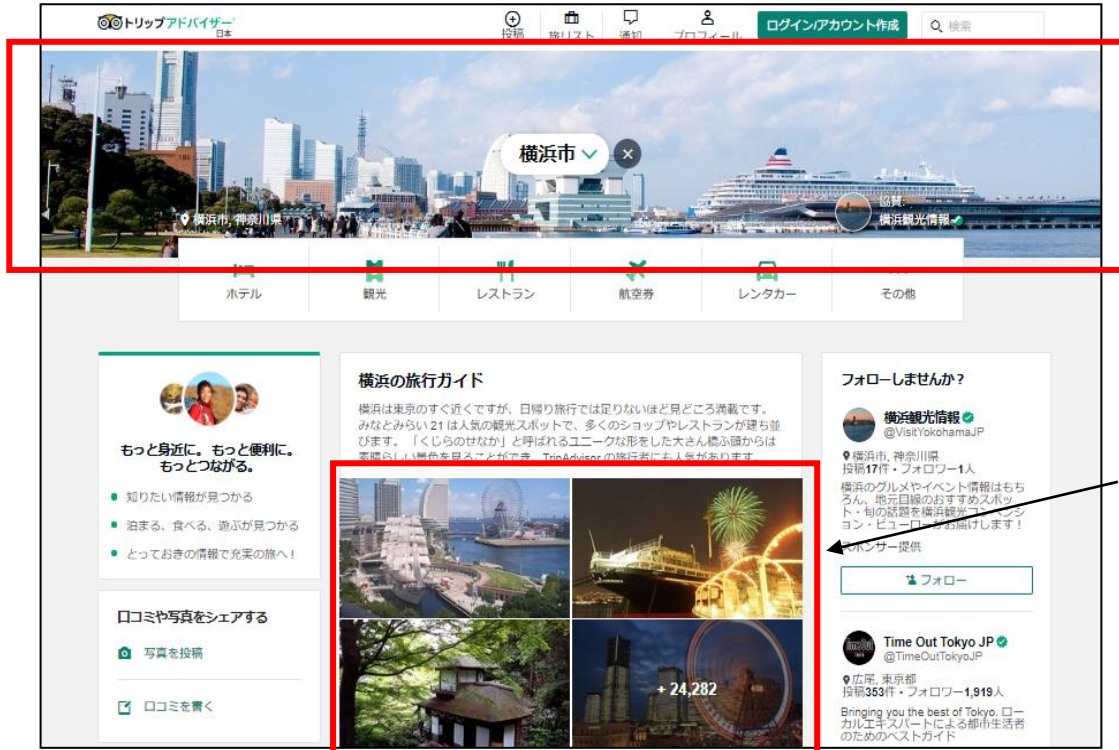 トリップアドバイザー
日本
投稿
旅リスト
通知
プロフィール
ログイン/アカウント作成
検索
横浜市
横浜市, 神奈川県
協賛:
横浜観光情報
ホテル
観光
レストラン
航空券
レンタカー
その他
もっと身近に。 もっと便利に。
もっとつながる。
知りたい情報が見つかる
泊まる、食べる、遊ぶが見つかる
とっておきの情報で充実の旅へ!
口コミや写真をシェアする
写真を投稿
口コミを書く
横浜の旅行ガイド
横浜は東京のすぐ近くですが、日帰り旅行では足りないほど見どころ満載です。
みなとみらい 21 は人気の観光スポットで、多くのショップやレストランが建ち並
びます。 「くじらのせなか」と呼ばれるユニークな形をした大さん橋ふ頭からは
素晴らしい景色を見ることができ、TripAdvisor の旅行者にも人気があります。
+ 24,282
フォローしませんか?
横浜観光情報
@VisitYokohamaJP
横浜市, 神奈川県
投稿17件・フォロワー1人
横浜のグルメやイベント情報はもち
ろん、地元目線のおすすめスポッ
ト・旬の話題を横浜観光コンベンシ
ョン・ビューローがお届けします!
スポンサー提供
フォロー
TimeOut
Time Out Tokyo JP
@TimeOutTokyoJP
広尾, 東京都
投稿353件・フォロワー1,919人
Bringing you the best of Tokyo. ロー
カルエキスパートによる都市生活者
のためのベストガイド